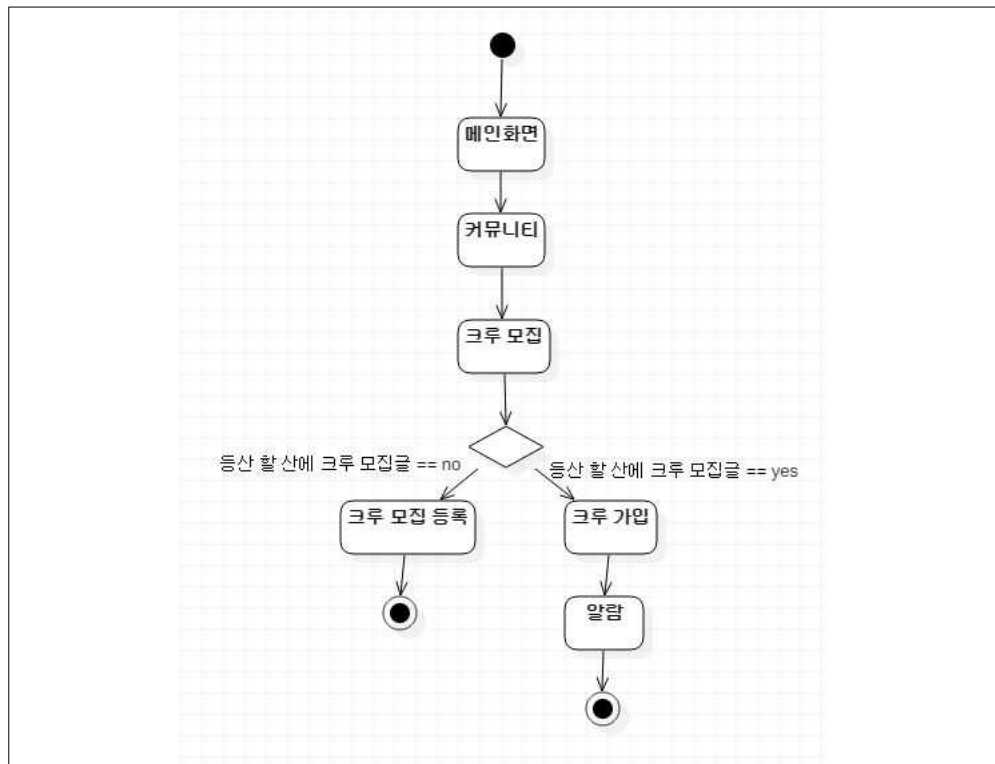 메인화면
커뮤니티
크루 모집
등산 할 산에 크루 모집글 == no
등산 할 산에 크루 모집글 == yes
크루 모집 등록
크루 가입
알람